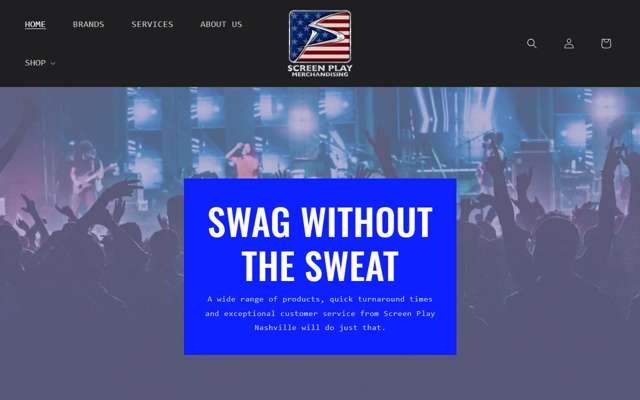 HOME
BRANDS
SERVICES
ABOUT US
SHOP
SCREEN PLAY
MERCHANDISING
SWAG WITHOUT
THE SWEAT
A wide range of products, quick turnaround times
and exceptional customer service from Screen Play
Nashville will do just that.